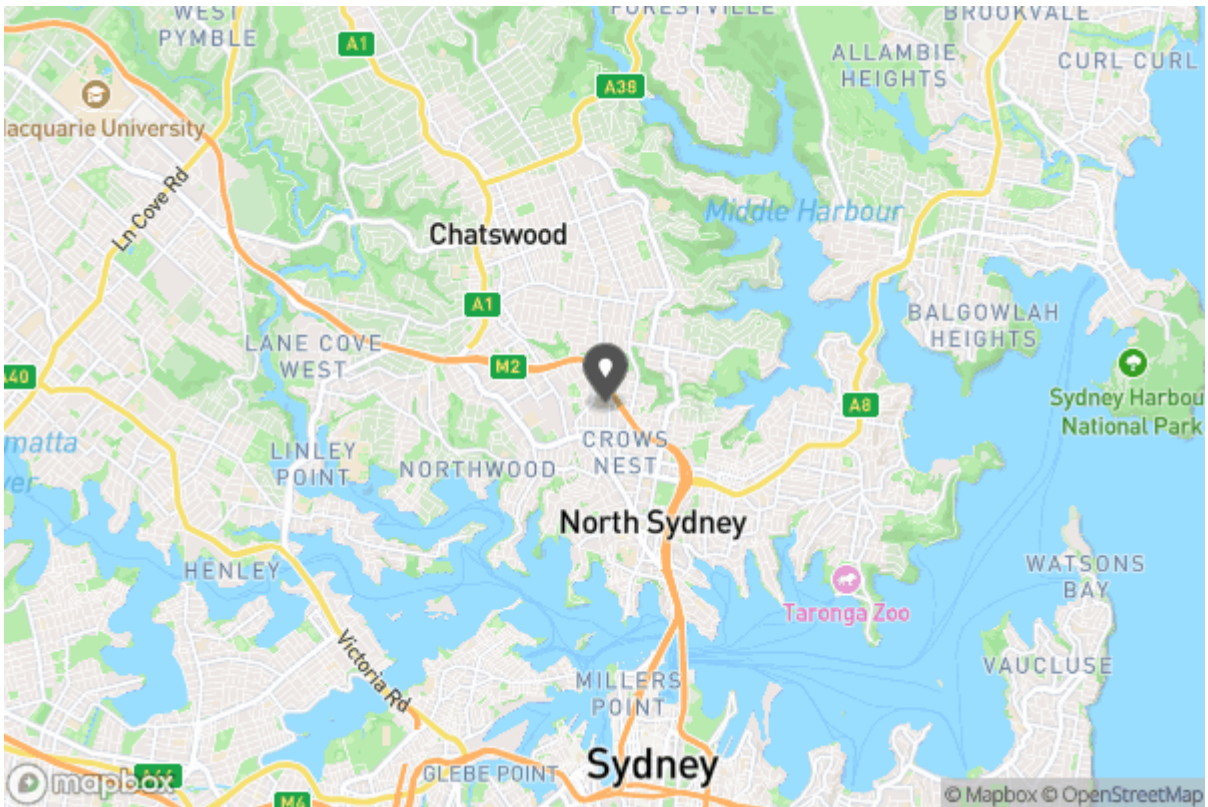 WEST
PYMBLE
FORESTVILLE
BROOKVALE
A1
ALLAMBIE
HEIGHTS
CURL CURL
A38
acquarie University
Ln Cove Rd
Middle Harbour
Chatswood
A1
BALGOWLAH
HEIGHTS
LANE COVE
WEST
M2
A40
A8
Sydney Harbou
National Park
CROWS
NEST
matta
ver
LINLEY
POINT
NORTHWOOD
North Sydney
HENLEY
WATSONS
BAY
Taronga Zoo
Victoria Rd
VAUCLUSE
MILLERS
POINT
Sydney
GLEBE POINT
mapbox
M4
© Mapbox © OpenStreetMap